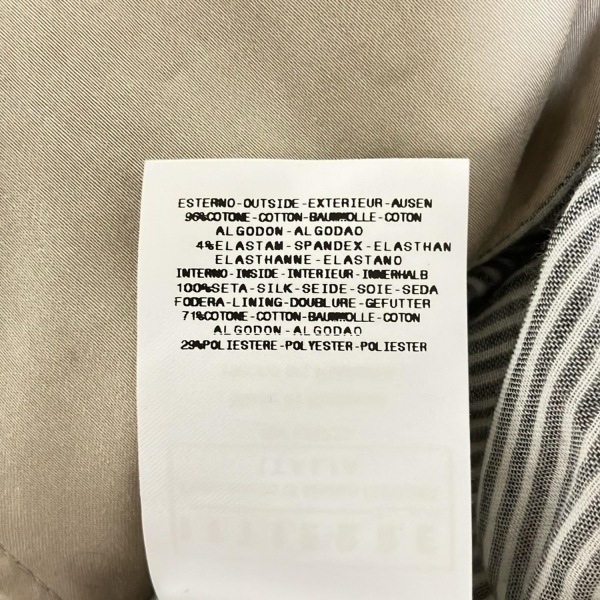 ESTERNO-OUTSIDE-EXTERIEUR-AUSEN
96%COTONE-COTTON-BAUMWOLLE-COTON
ALGODON-ALGODAO
4%ELASTAM-SPANDEX-ELASTHAN
ELASTHANNE-ELASTANO
INTERNO-INSIDE-INTERIEUR-INNERHALB
100%SETA-SILK-SEIDE-SOIE-SEDA
FODERA-LINING-DOUBLURE-GEFUTTER
71%COTONE-COTTON-BAUMWOLLE-COTON
ALGODON-ALGODAO
29%POLIESTERE-POLYESTER-POLIESTER